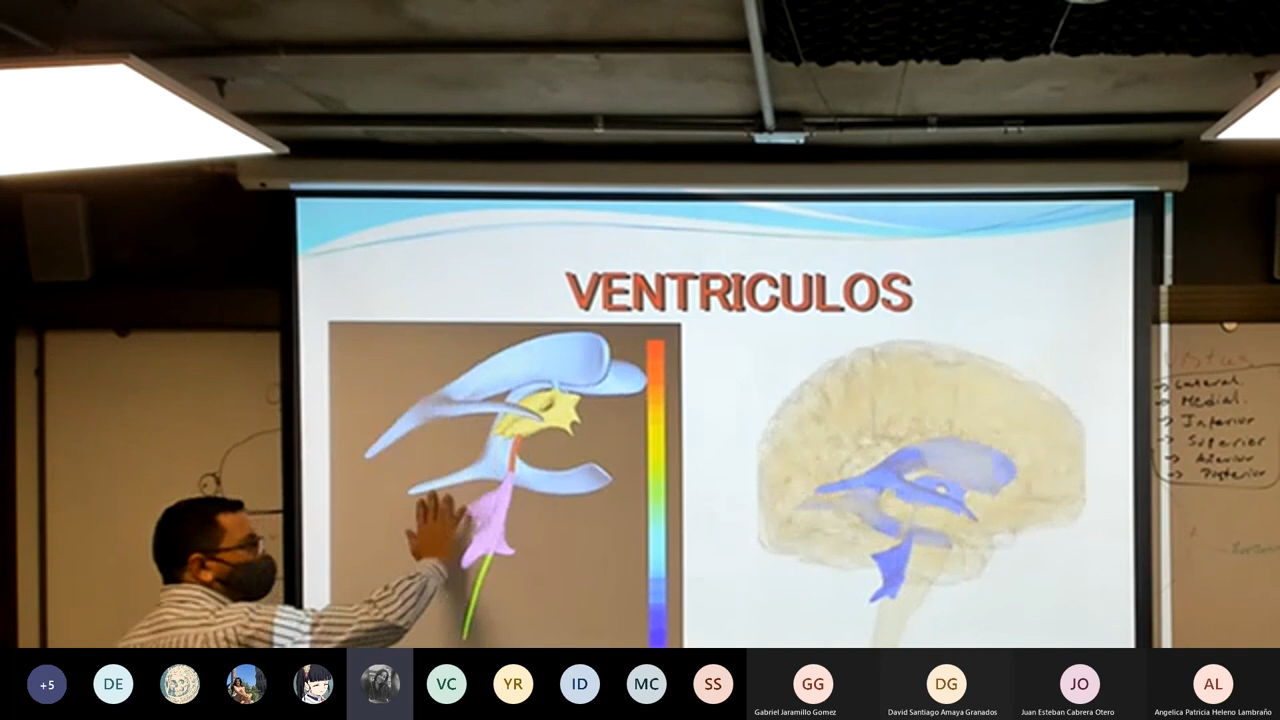 VENTRICULOS
Lateral.
Medial.
Inferior
Superior
Anterior
Posterior
+5
DE
VC
YR
ID
MC
SS
GG
DG
JO
AL
Gabriel Jaramillo Gomez
David Santiago Amaya Granados
Juan Esteban Cabrera Otero
Angelica Patricia Heleno Lambraño